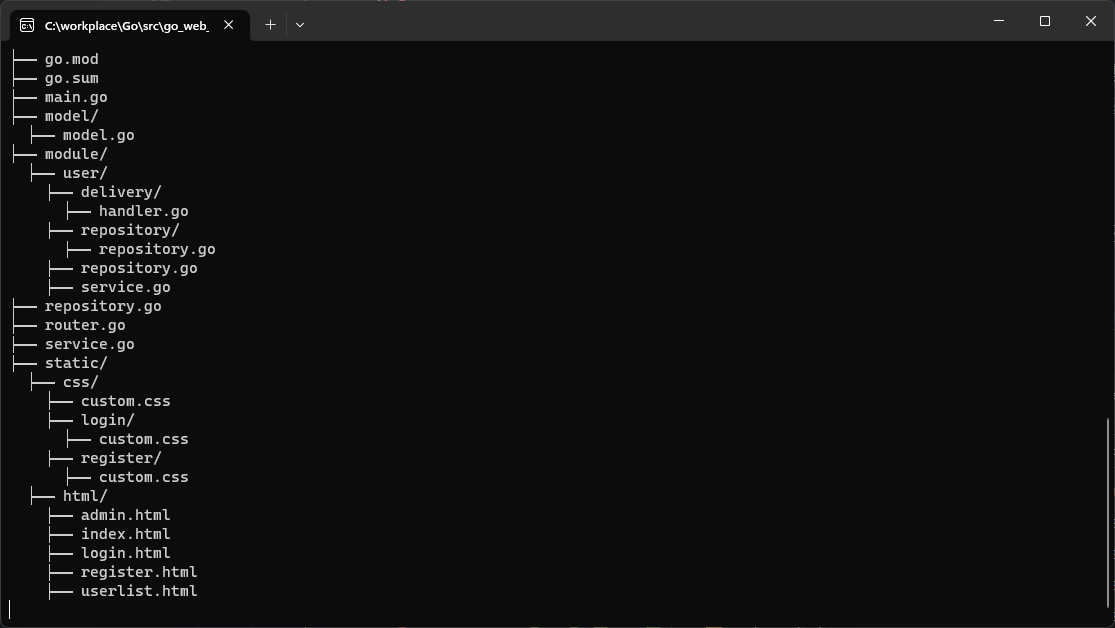 C:\workplace\Go\src\go_web_
├── go.mod
├── go.sum
├── main.go
├── model/
  ├── model.go
├── module/
  ├── user/
    ├── delivery/
      ├── handler.go
    ├── repository/
      ├── repository.go
    ├── repository.go
    ├── service.go
├── repository.go
├── router.go
├── service.go
├── static/
  ├── css/
    ├── custom.css
    ├── login/
      ├── custom.css
    ├── register/
      ├── custom.css
  ├── html/
    ├── admin.html
    ├── index.html
    ├── login.html
    ├── register.html
    ├── userlist.html